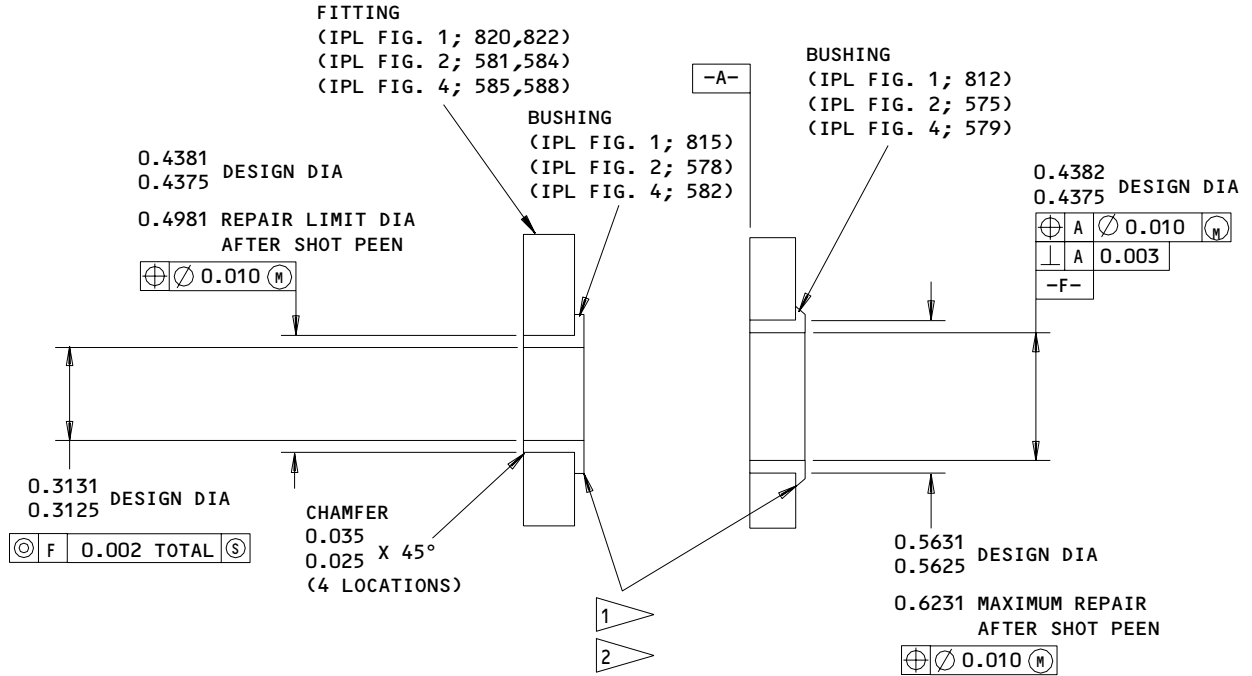 FITTING
(IPL FIG. 1; 820,822)
(IPL FIG. 2; 581,584)
(IPL FIG. 4; 585,588)
BUSHING
(IPL FIG. 1; 815)
(IPL FIG. 2; 578)
(IPL FIG. 4; 582)
-A-
BUSHING
(IPL FIG. 1; 812)
(IPL FIG. 2; 575)
(IPL FIG. 4; 579)
0.4381
0.4375 DESIGN DIA
0.4981 REPAIR LIMIT DIA
AFTER SHOT PEEN
⌖ ∅ 0.010 Ⓜ
0.4382
0.4375 DESIGN DIA
⌖ A ∅ 0.010 Ⓜ
⊥ A 0.003
-F-
0.3131
0.3125 DESIGN DIA
◎ F 0.002 TOTAL Ⓢ
CHAMFER
0.035
0.025 X 45°
(4 LOCATIONS)
1
2
0.5631
0.5625 DESIGN DIA
0.6231 MAXIMUM REPAIR
AFTER SHOT PEEN
⌖ ∅ 0.010 Ⓜ